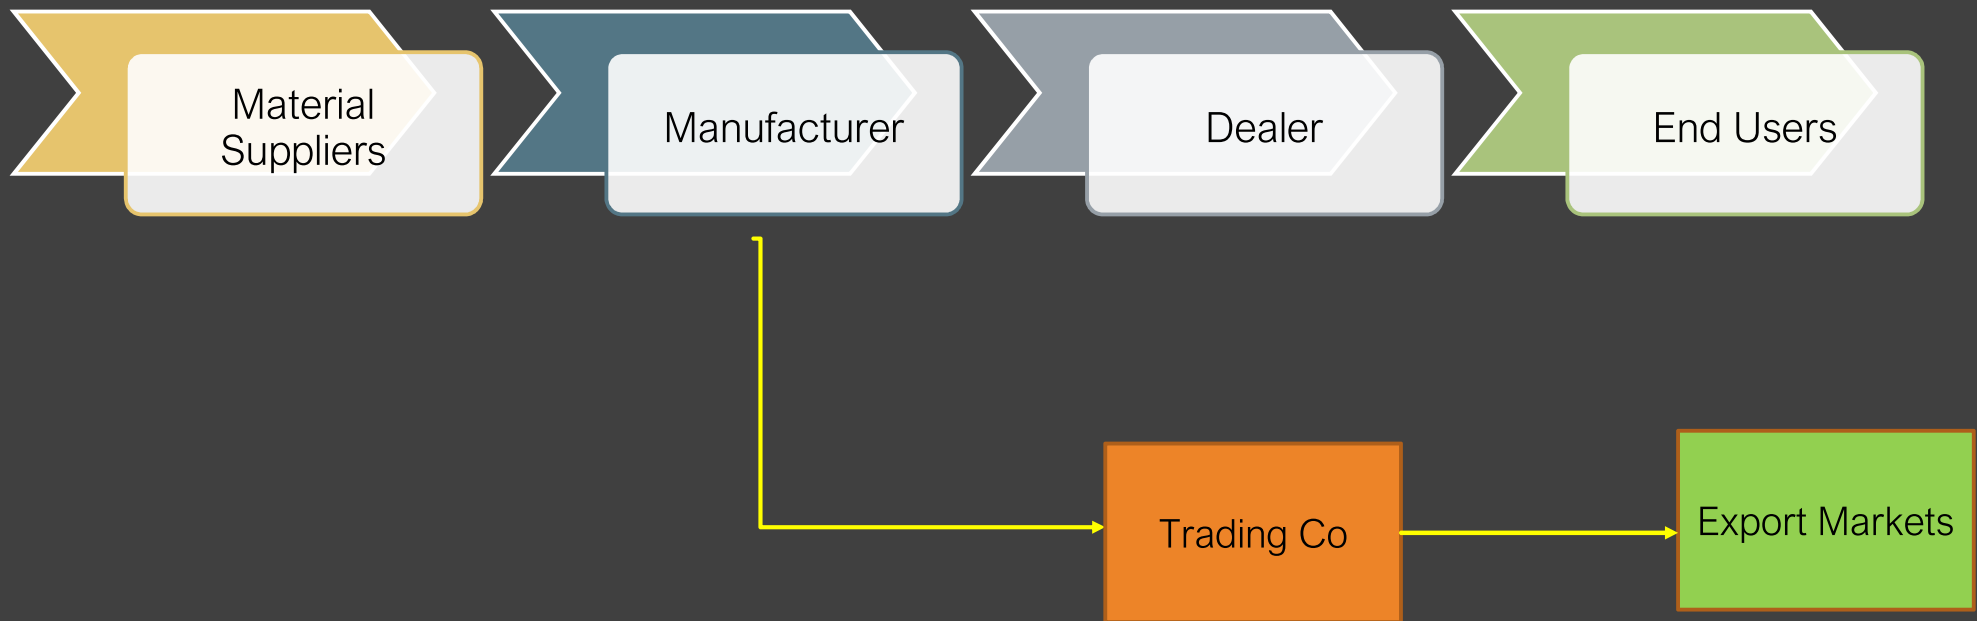 Material
Suppliers
Manufacturer
Dealer
End Users
Trading Co
Export Markets